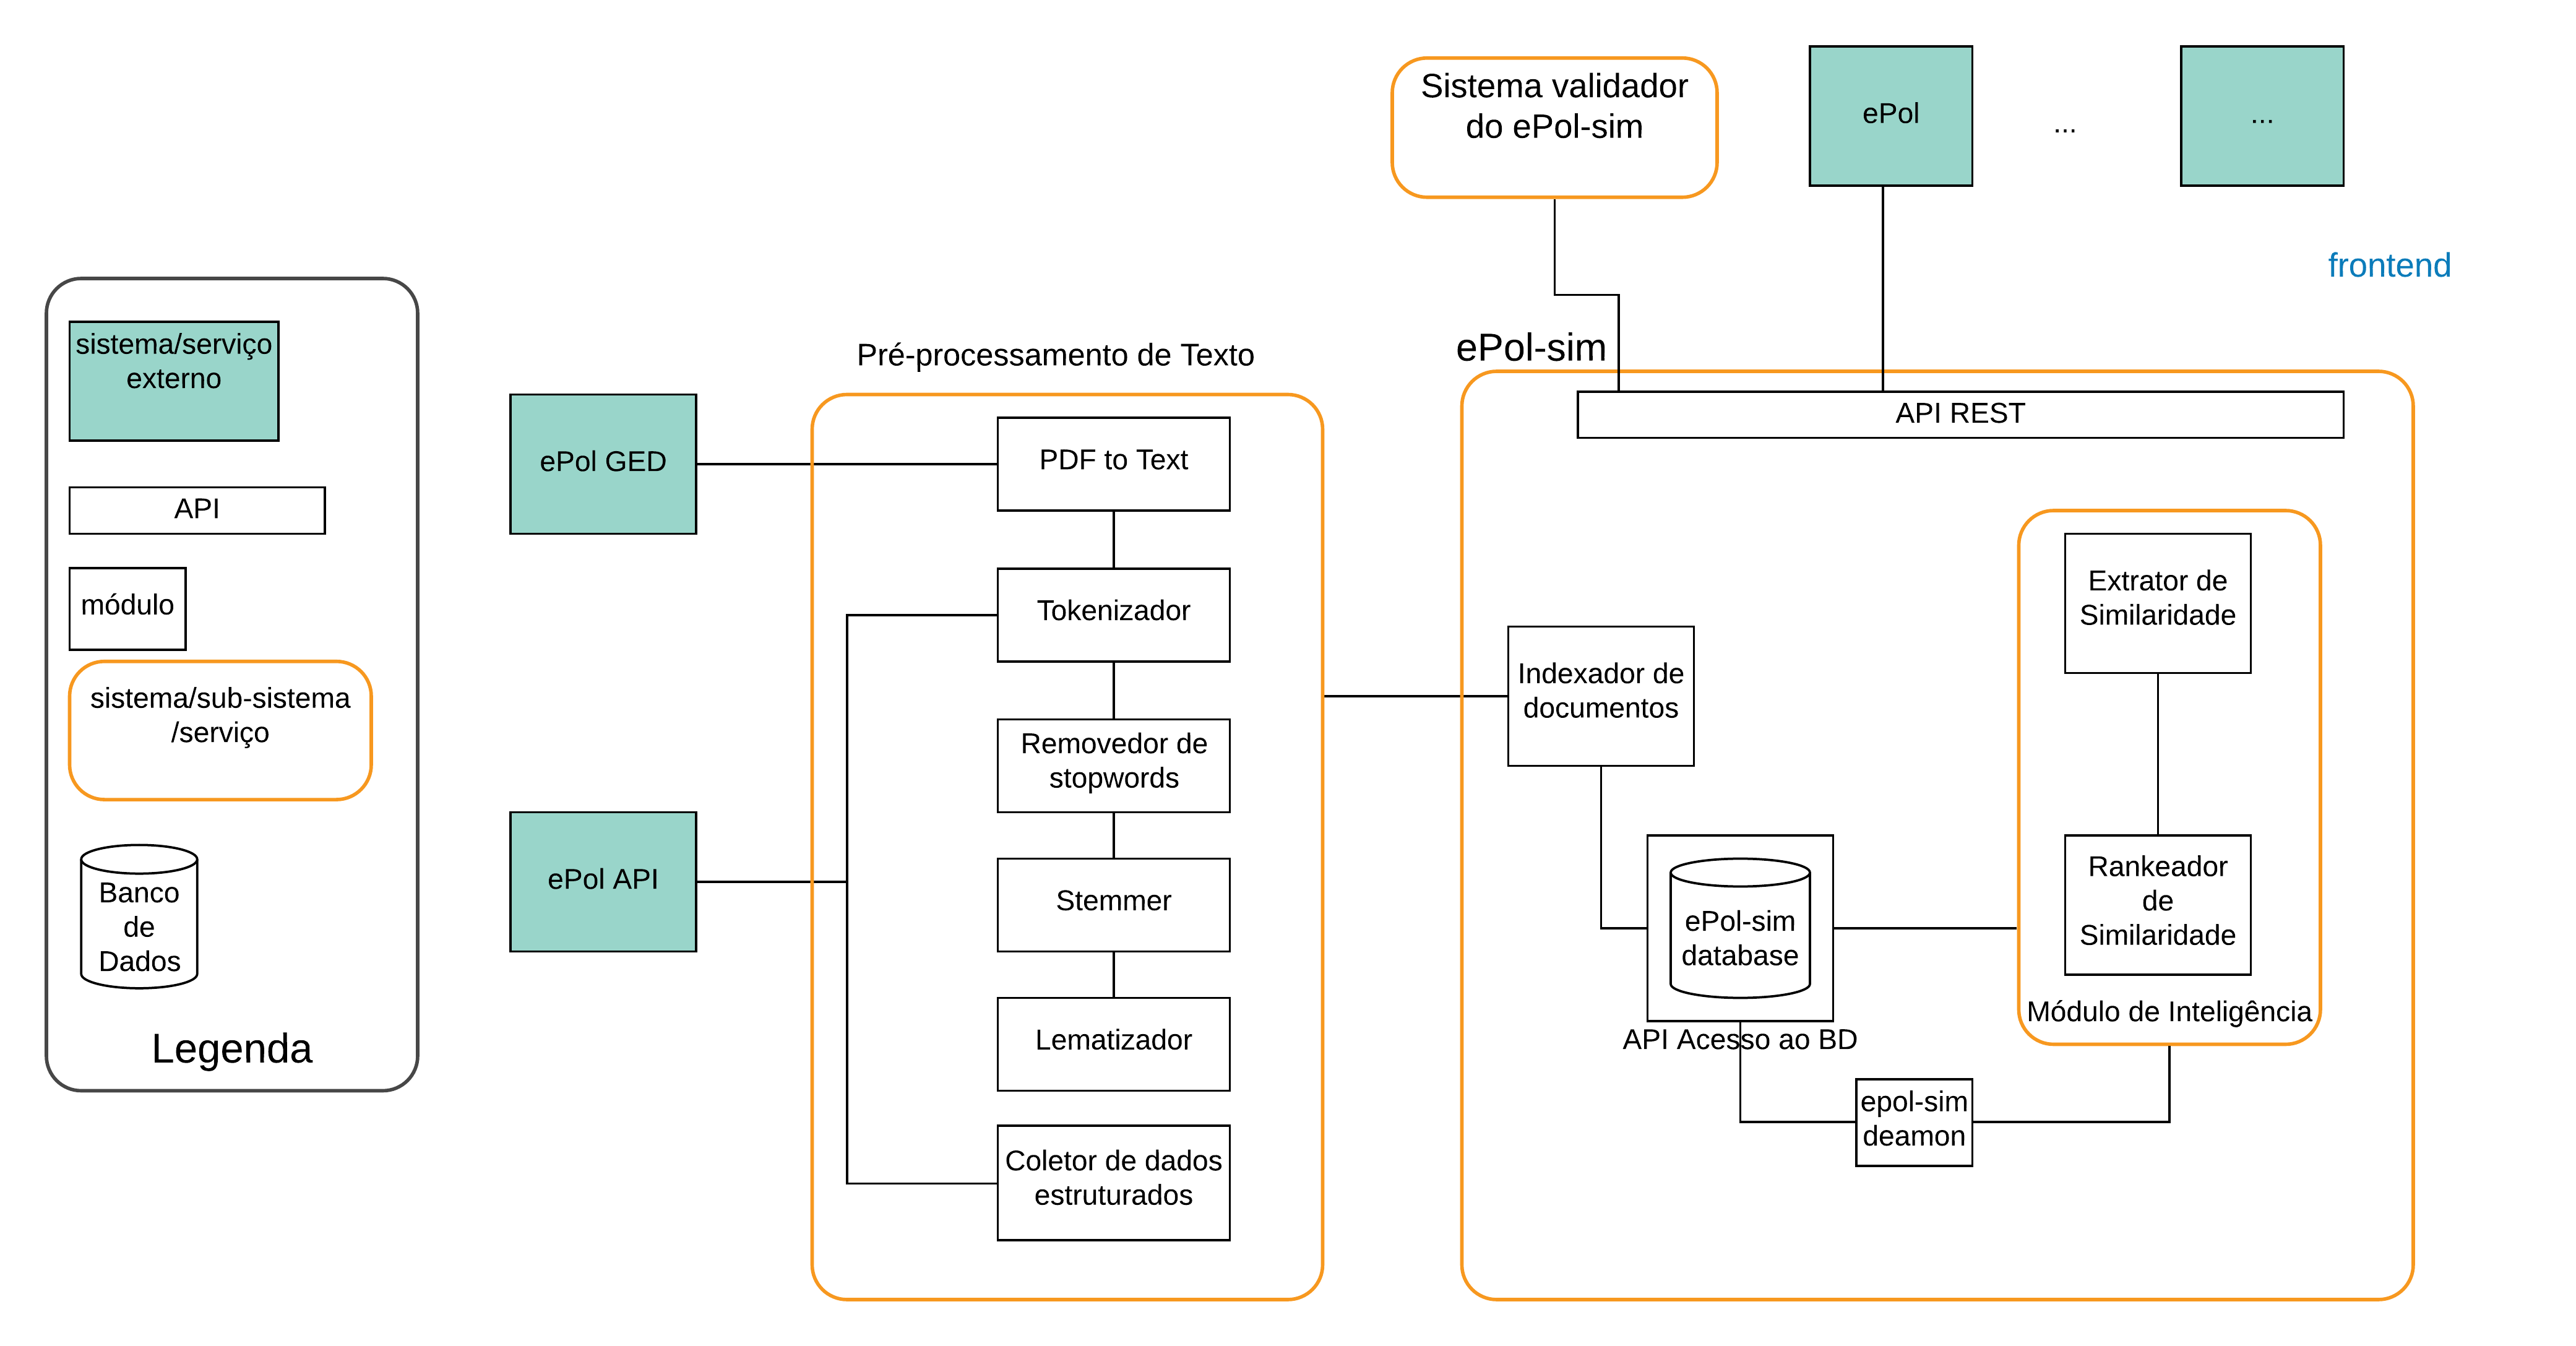 Sistema validador
do ePol-sim
ePol
...
...
frontend
sistema/serviço
externo
API
módulo
sistema/sub-sistema
/serviço
Banco
de
Dados
Legenda
ePol GED
ePol API
Pré-processamento de Texto
PDF to Text
Tokenizador
Removedor de
stopwords
Stemmer
Lematizador
Coletor de dados
estruturados
ePol-sim
API REST
Indexador de
documentos
ePol-sim
database
API Acesso ao BD
Extrator de
Similaridade
Rankeador
de
Similaridade
Módulo de Inteligência
epol-sim
deamon